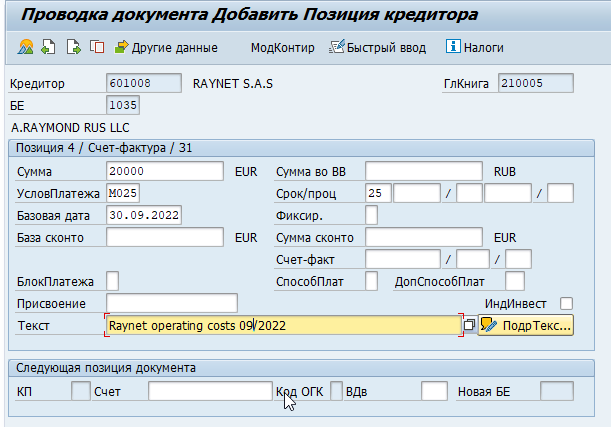 Проводка документа Добавить Позиция кредитора
Другие данные МодКонтир Быстрый ввод Налоги
Кредитор 601008 RAYNET S.A.S ГлКнига 210005
БЕ 1035
A.RAYMOND RUS LLC
Позиция 4 / Счет-фактура / 31
Сумма 20000 EUR Сумма во ВВ RUB
УсловПлатежа M025 Срок/проц 25 / /
Базовая дата 30.09.2022 Фиксир.
База сконто EUR Сумма сконто EUR
Счет-факт / /
БлокПлатежа СпособПлат ДопСпособПлат
Присвоение ИндИнвест
Текст Raynet operating costs 09/2022 ПодрТекс...
Следующая позиция документа
КП Счет Код ОГК ВДв Новая БЕ